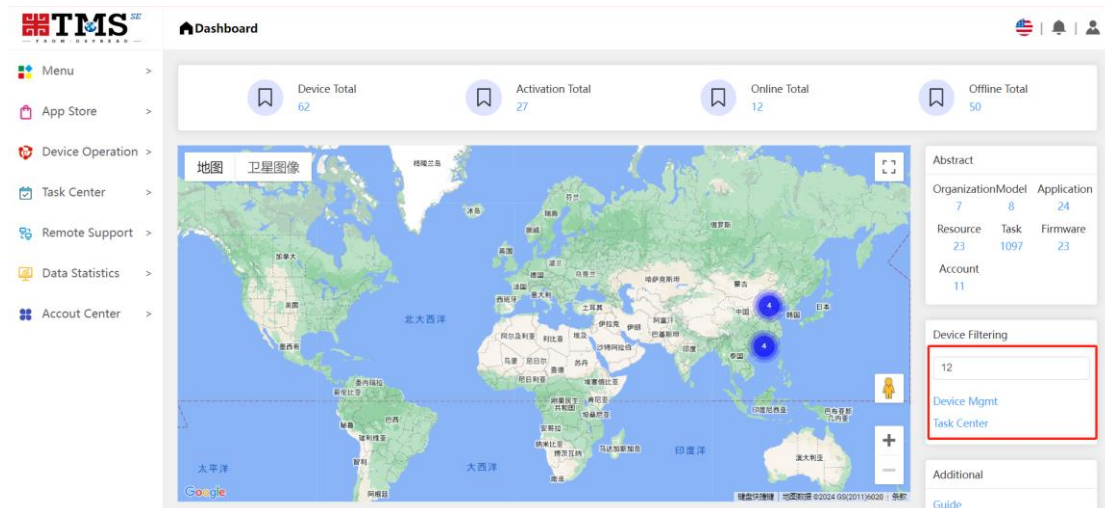 TMS SE
FROM DEFREAD
Dashboard
Menu >
App Store >
Device Operation >
Task Center >
Remote Support >
Data Statistics >
Accout Center >
Device Total
62
Activation Total
27
Online Total
12
Offline Total
50
地图 卫星图像
格陵兰岛
冰岛
芬兰
瑞典
挪威
俄罗斯
加拿大
英国
波兰
德国
乌克兰
法国
哈萨克斯坦
蒙古
西班牙
意大利
土耳其
美国
北大西洋
中国
韩国
日本
伊拉克
伊朗
阿富汗
巴基斯坦
阿尔及利亚
利比亚
埃及
沙特阿拉伯
印度
墨西哥
马里
尼日尔
苏丹
乍得
泰国
尼日利亚
埃塞俄比亚
委内瑞拉
哥伦比亚
刚果民主
共和国
肯尼亚
坦桑尼亚
印度尼西亚
巴布亚新
几内亚
巴西
秘鲁
玻利维亚
安哥拉
纳米比亚
博茨瓦纳
马达加斯加
印度洋
澳大利亚
太平洋
智利
大西洋
南非
阿根廷
4
4
Google
键盘快捷键
地图数据 ©2024 GS(2011)6020
条款
Abstract
Organization Model Application
7 8 24
Resource Task Firmware
23 1097 23
Account
11
Device Filtering
12
Device Mgmt
Task Center
Additional
Guide